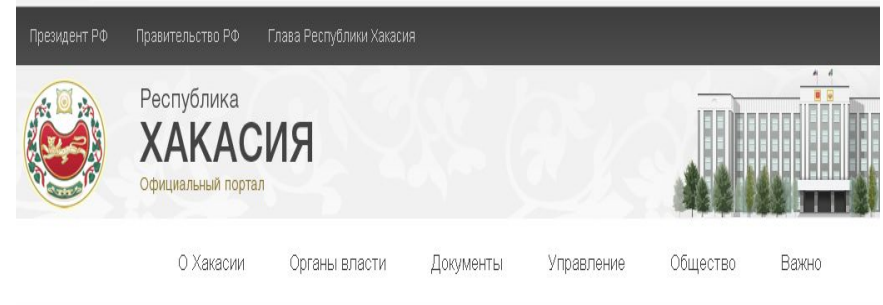 Президент РФ Правительство РФ Глава Республики Хакасия
Республика
ХАКАСИЯ
Официальный портал
О Хакасии Органы власти Документы Управление Общество Важно